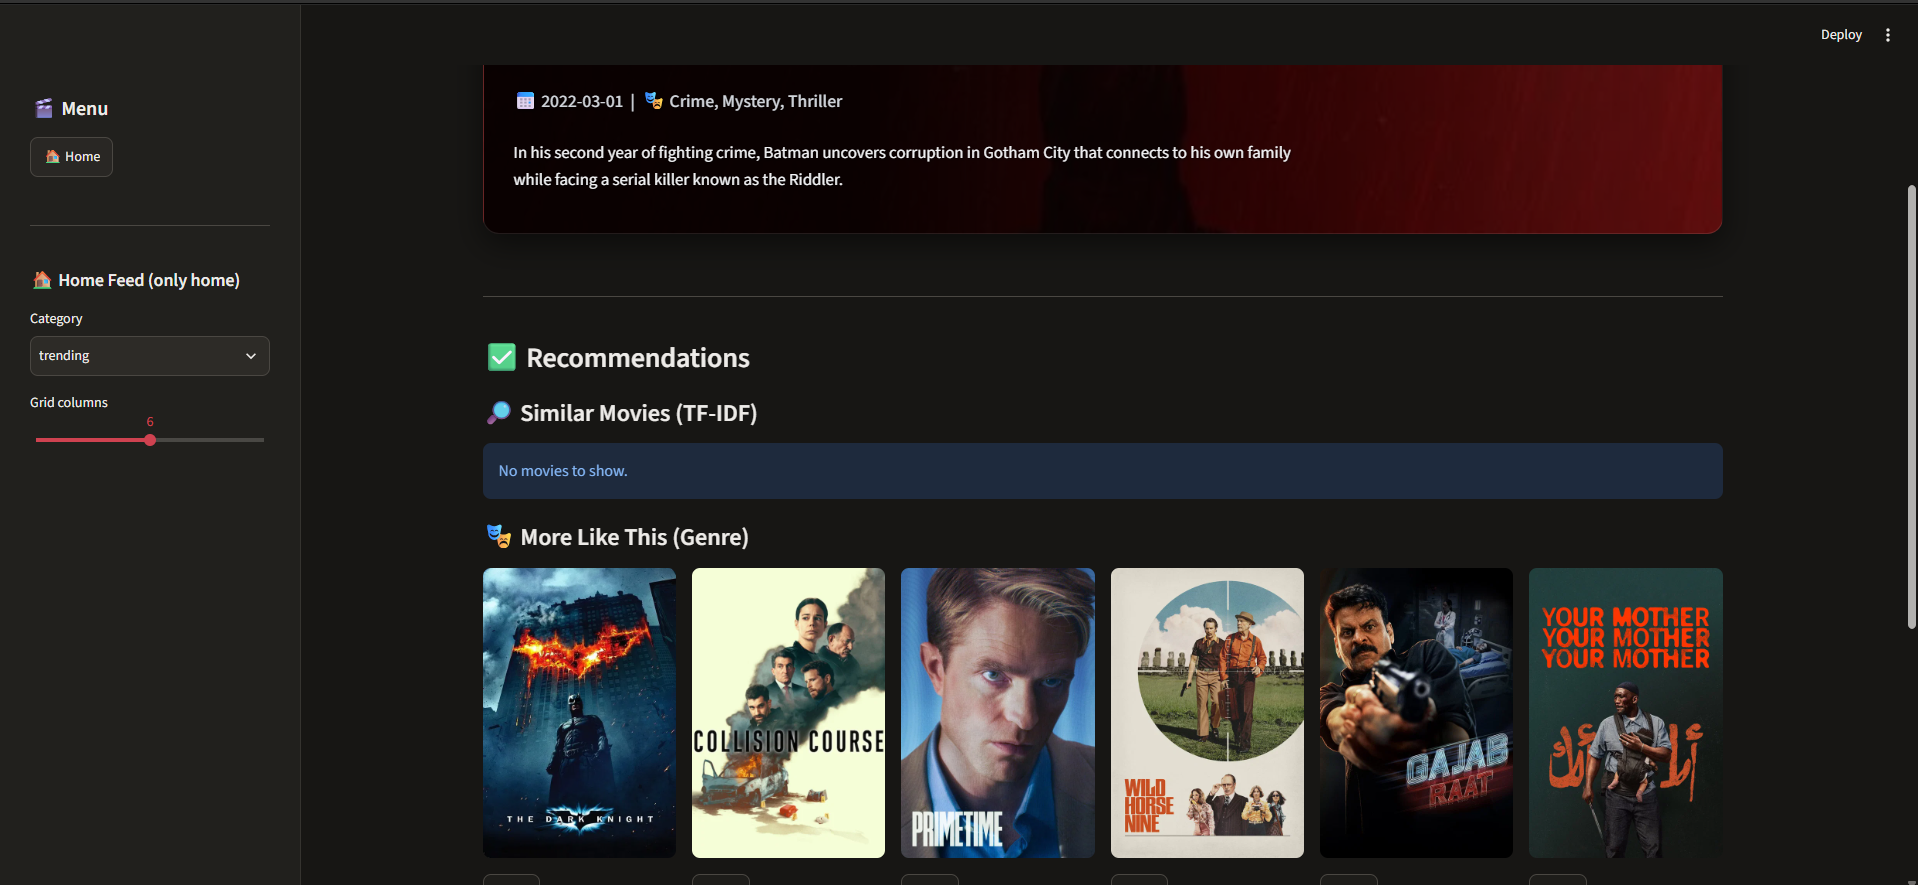 Deploy
Menu
Home
Home Feed (only home)
Category
trending
Grid columns
6
2022-03-01 | Crime, Mystery, Thriller
In his second year of fighting crime, Batman uncovers corruption in Gotham City that connects to his own family
while facing a serial killer known as the Riddler.
Recommendations
Similar Movies (TF-IDF)
No movies to show.
More Like This (Genre)
THE DARK KNIGHT
COLLISION COURSE
PRIMETIME
WILD
HORSE
NINE
GAJAB
RAAT
YOUR MOTHER
YOUR MOTHER
YOUR MOTHER